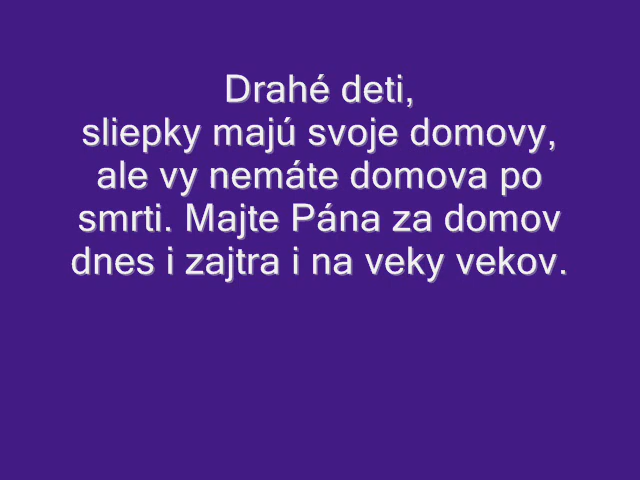 Drahé deti,
sliepky majú svoje domovy,
ale vy nemáte domova po
smrti. Majte Pána za domov
dnes i zajtra i na veky vekov.